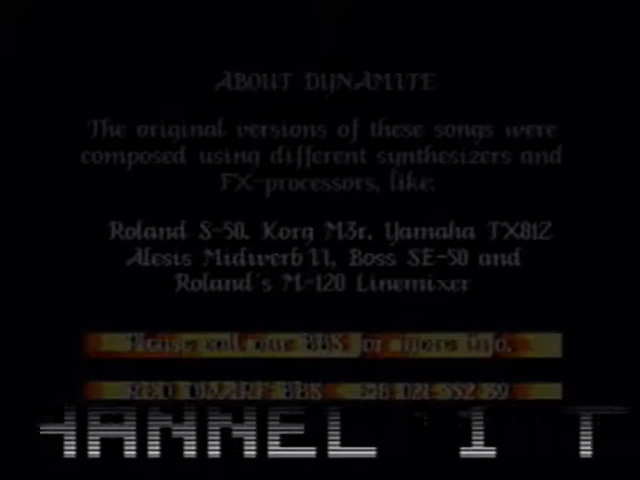 ABOUT DYNAMITE
The original versions of these songs were
composed using different synthesizers and
FX-processors, like:
Roland S-50, Korg M3r, Yamaha TX81Z
Alesis Midiverb II, Boss SE-50 and
Roland's M-120 Linemixer
Please call our BBS for more info.
RED DWARF BBS
HANNEL 1 T